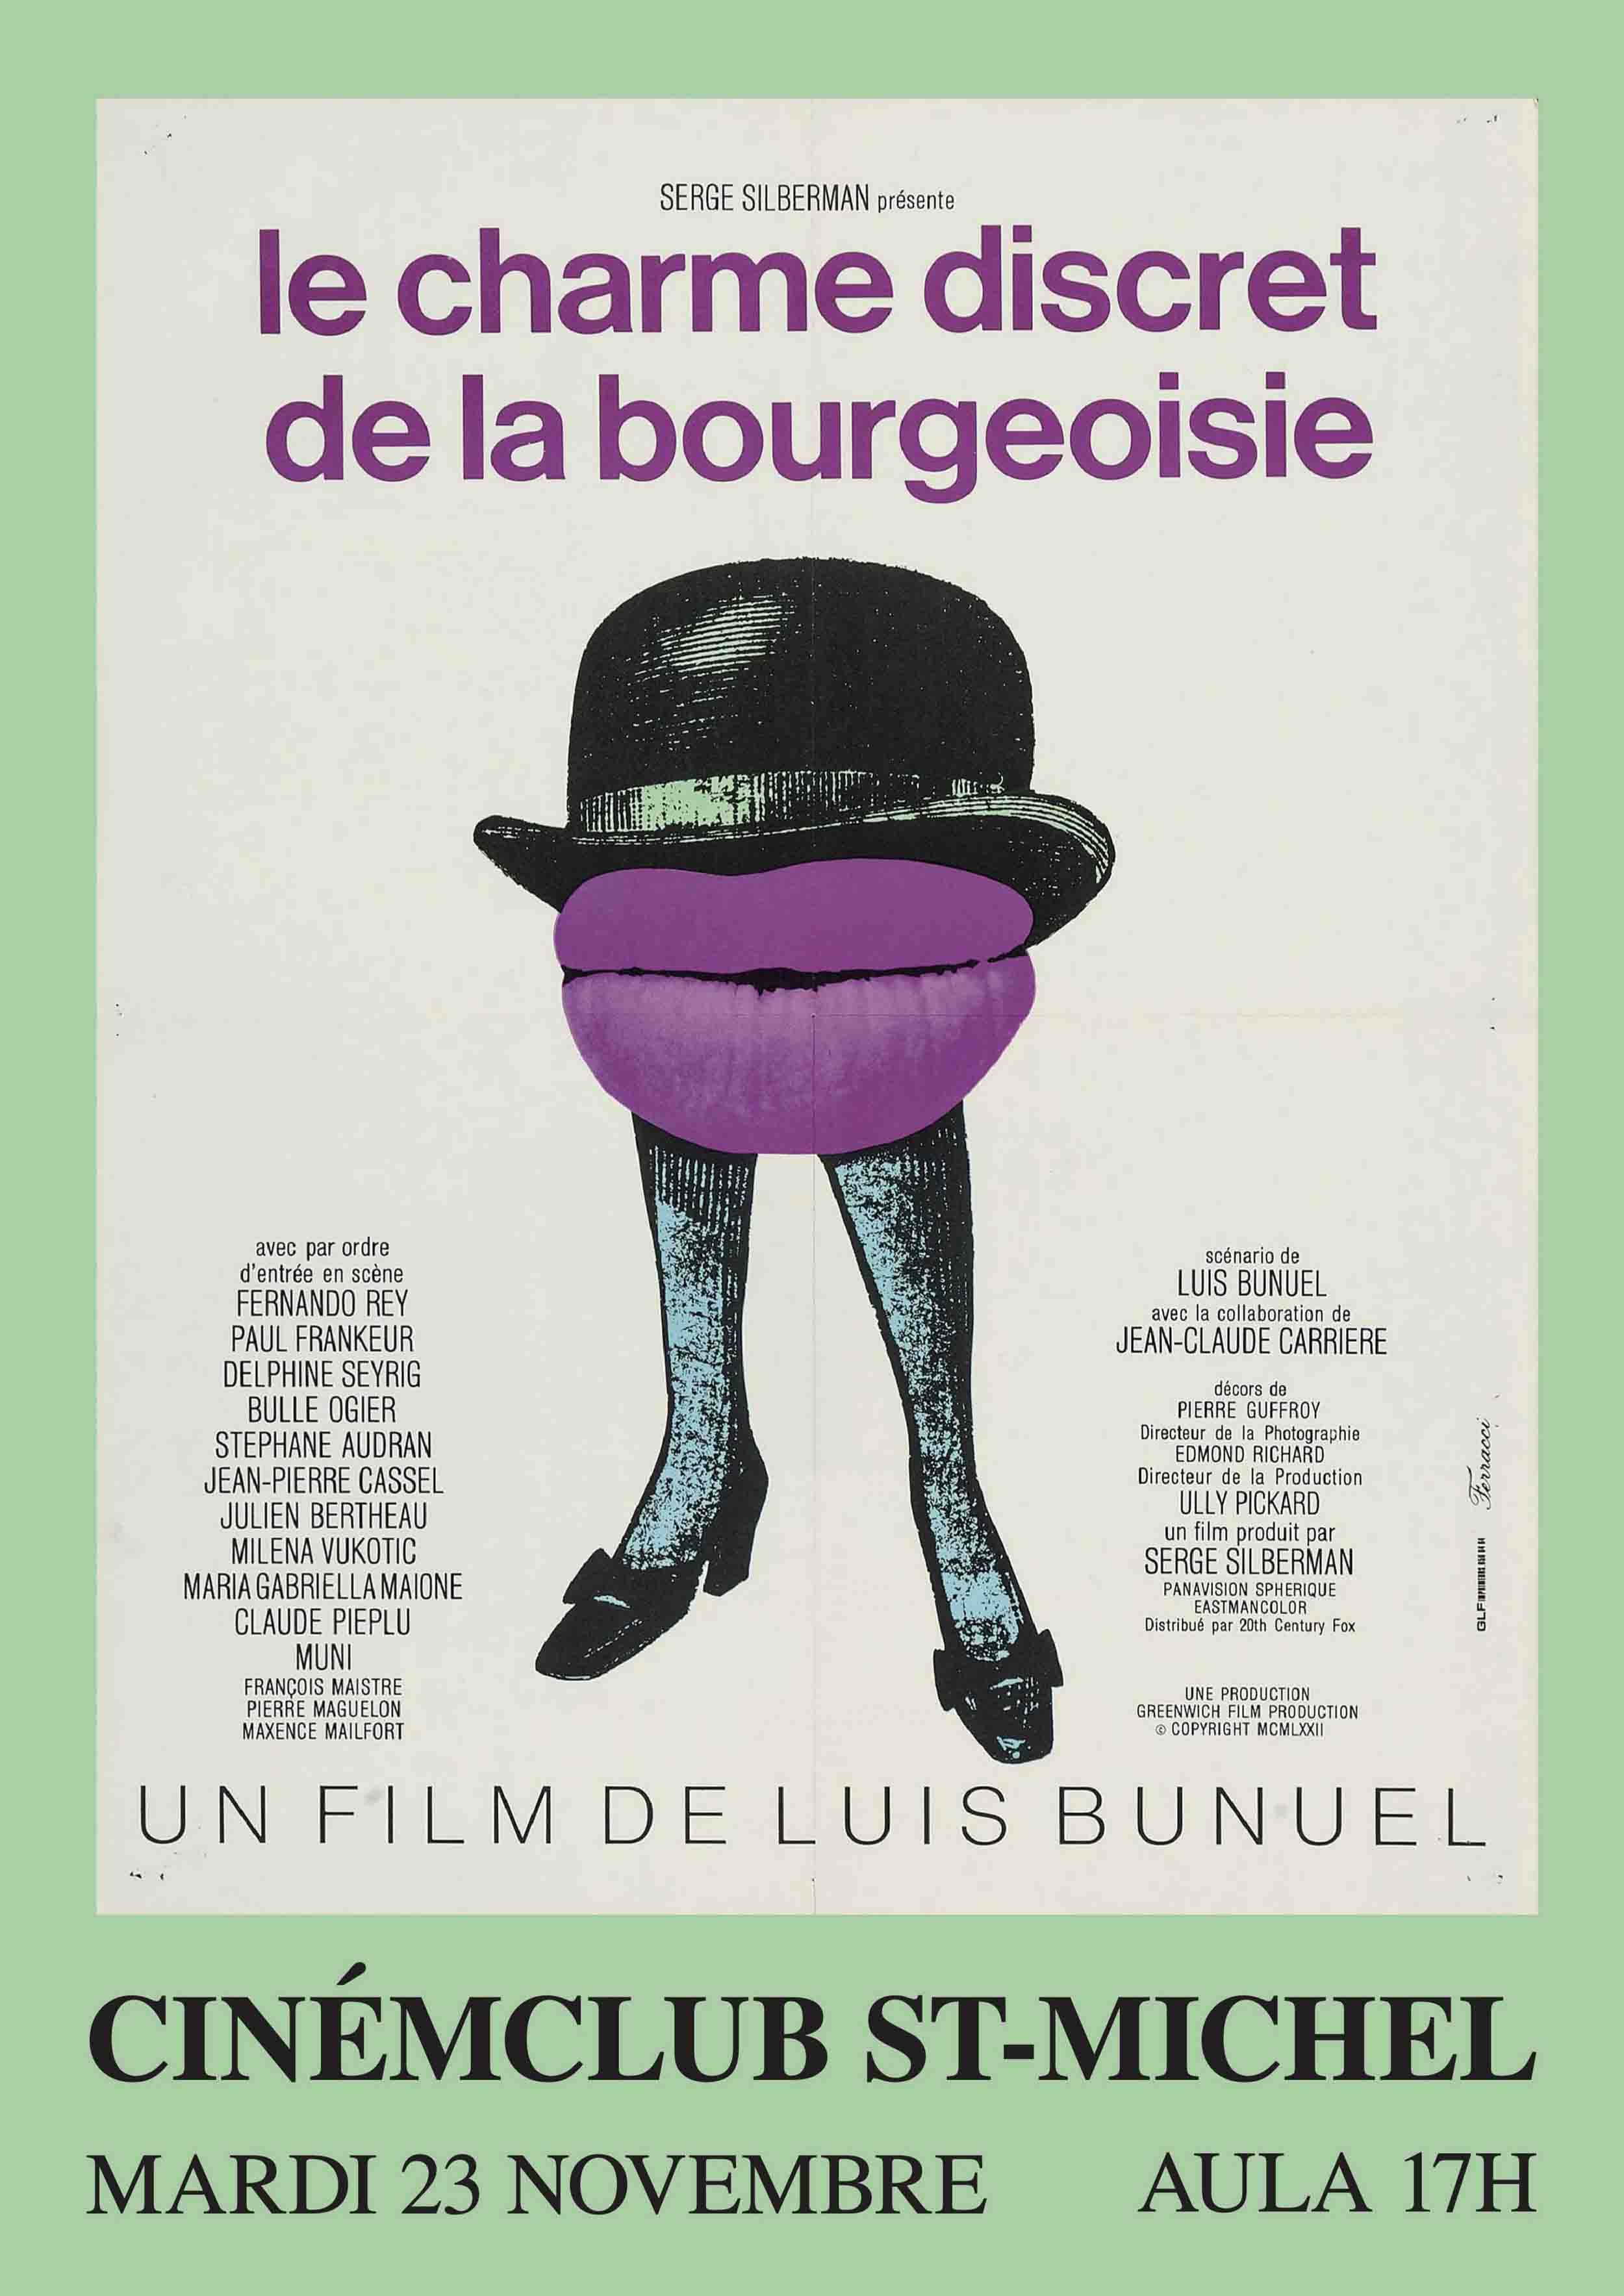 SERGE SILBERMAN présente
le charme discret
de la bourgeoisie
avec par ordre
d'entrée en scène
FERNANDO REY
PAUL FRANKEUR
DELPHINE SEYRIG
BULLE OGIER
STEPHANE AUDRAN
JEAN-PIERRE CASSEL
JULIEN BERTHEAU
MILENA VUKOTIC
MARIA GABRIELLA MAIONE
CLAUDE PIEPLU
MUNI
FRANÇOIS MAISTRE
PIERRE MAGUELON
MAXENCE MAILFORT
scénario de
LUIS BUNUEL
avec la collaboration de
JEAN-CLAUDE CARRIERE
décors de
PIERRE GUFFROY
Directeur de la Photographie
EDMOND RICHARD
Directeur de la Production
ULLY PICKARD
un film produit par
SERGE SILBERMAN
PANAVISION SPHERIQUE
EASTMANCOLOR
Distribué par 20th Century Fox
UNE PRODUCTION
GREENWICH FILM PRODUCTION
© COPYRIGHT MCMLXXII
Ferracci
GLF
UN FILM DE LUIS BUNUEL
CINÉMCLUB ST-MICHEL
MARDI 23 NOVEMBRE AULA 17H